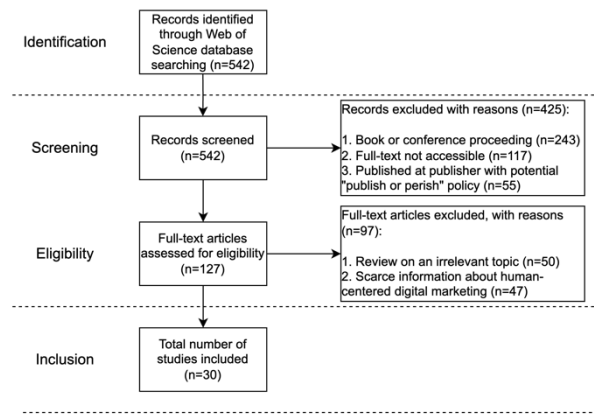 Identification
Records identified
through Web of
Science database
searching (n=542)
Screening
Records screened
(n=542)
Records excluded with reasons (n=425):
1. Book or conference proceeding (n=243)
2. Full-text not accessible (n=117)
3. Published at publisher with potential
"publish or perish" policy (n=55)
Eligibility
Full-text articles
assessed for eligibility
(n=127)
Full-text articles excluded, with reasons
(n=97):
1. Review on an irrelevant topic (n=50)
2. Scarce information about human-
centered digital marketing (n=47)
Inclusion
Total number of
studies included
(n=30)